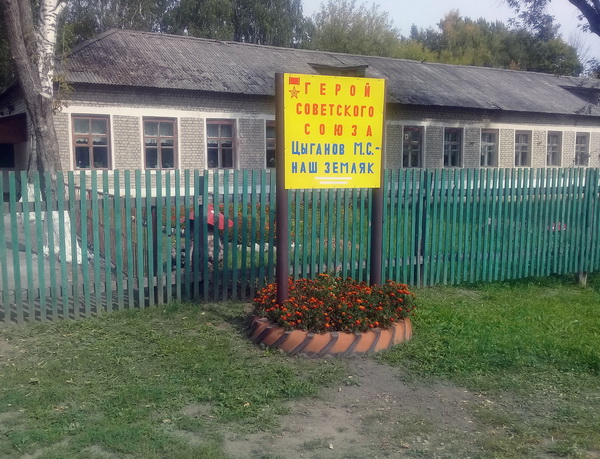 ГЕРОЙ
СОВЕТСКОГО
СОЮЗА
ЦЫГАНОВ М.С.-
НАШ ЗЕМЛЯК